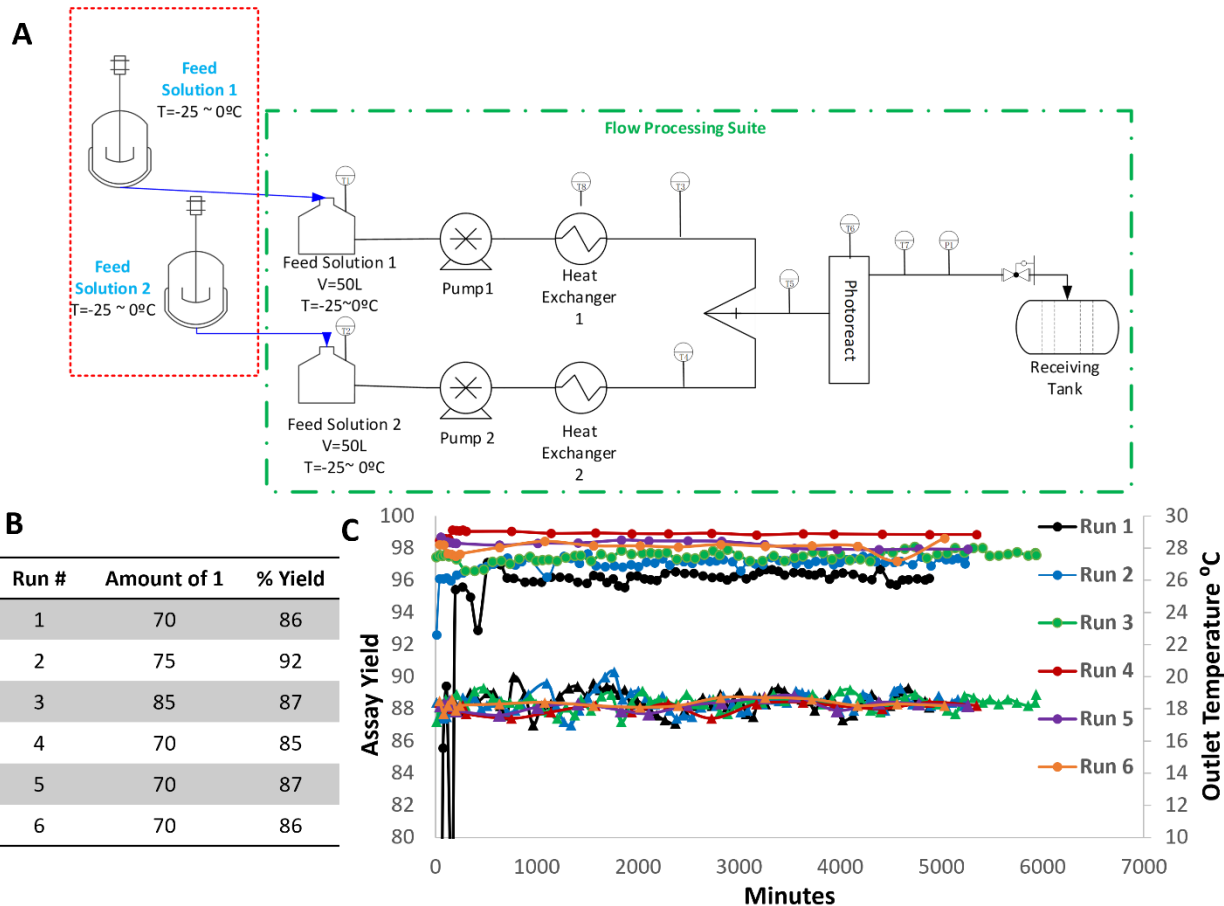 A
Feed
Solution 1
T=-25 ~ 0ºC
Feed
Solution 2
T=-25 ~ 0ºC
Flow Processing Suite
T1
T8
T3
Feed Solution 1
V=50L
T=-25~0ºC
Pump1
Heat
Exchanger
1
T2
T4
Feed Solution 2
V=50L
T=-25~ 0ºC
Pump 2
Heat
Exchanger
2
T5
T6
Photoreact
T7
P1
Receiving
Tank
B
Run # Amount of 1 % Yield
1 70 86
2 75 92
3 85 87
4 70 85
5 70 87
6 70 86
C
Assay Yield
100
98
96
94
92
90
88
86
84
82
80
0 1000 2000 3000 4000 5000 6000 7000
Minutes
30
28
26
24
22
20
18
16
14
12
10
Outlet Temperature ºC
Run 1
Run 2
Run 3
Run 4
Run 5
Run 6